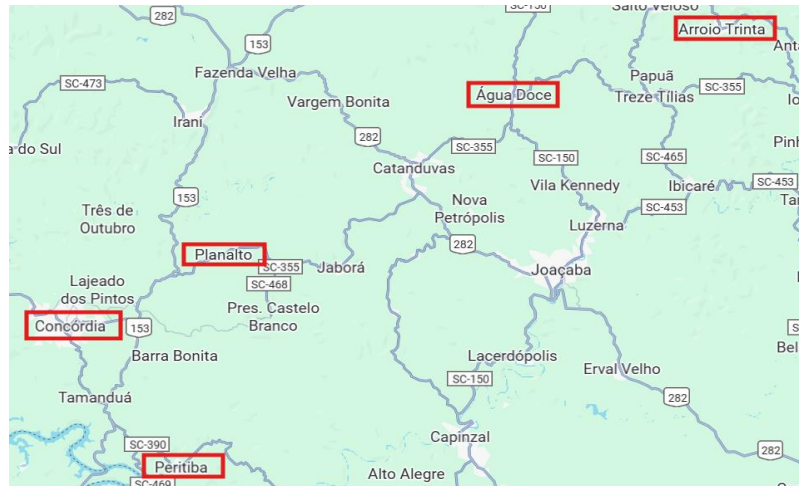 282
SC-150
Salto Veloso
Arroio Trinta
153
Fazenda Velha
SC-473
Papuã
Vargem Bonita
Água Doce
Treze Tílias
SC-355
Irani
282
do Sul
SC-355
SC-150
SC-465
Catanduvas
Vila Kennedy
Ibicaré
SC-453
153
Nova
Petrópolis
SC-453
Três de
Outubro
Luzerna
282
Planalto
SC-355
Jaborá
Joaçaba
Lajeado
dos Pintos
SC-468
Pres. Castelo
Branco
Concórdia
153
Barra Bonita
Lacerdópolis
Erval Velho
SC-150
Tamanduá
282
Capinzal
SC-390
282
Peritiba
Alto Alegre
SC-469